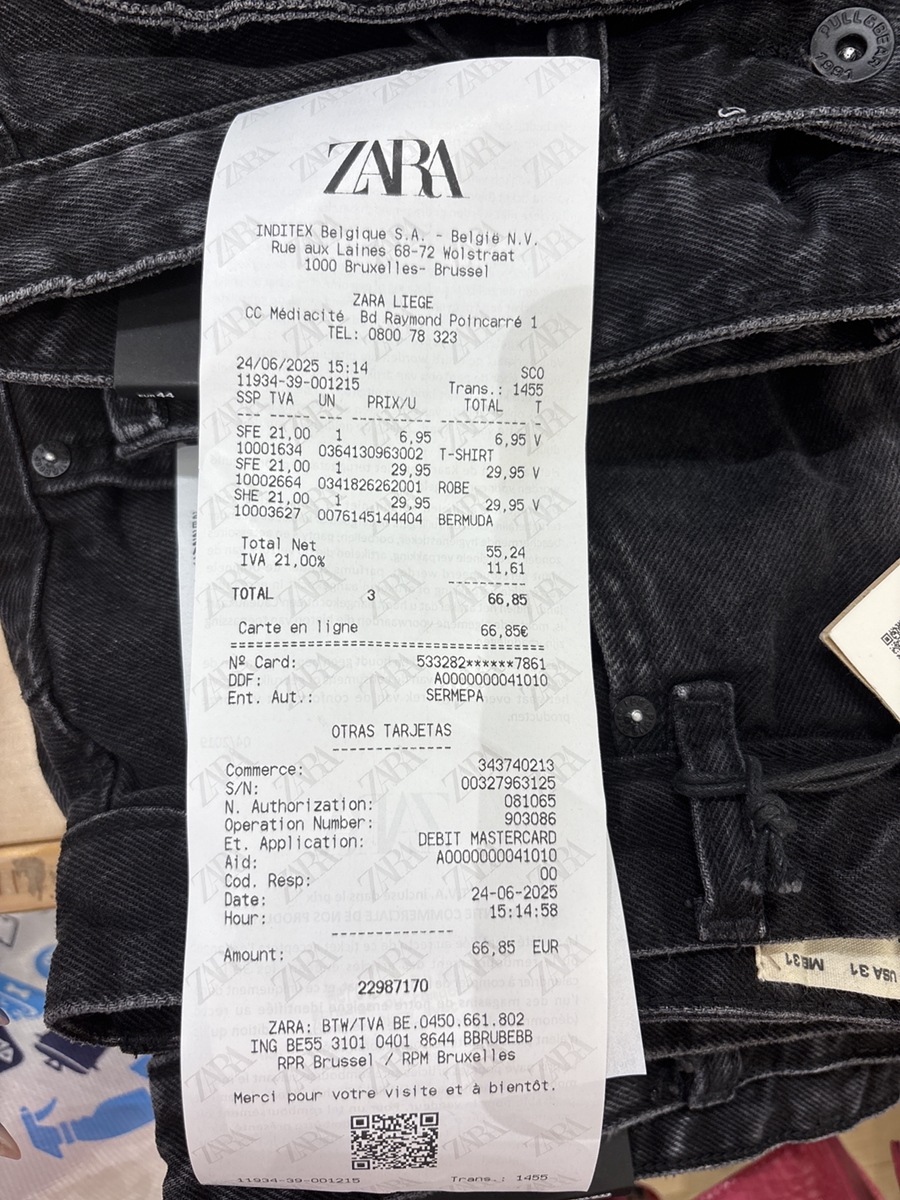 ZARA
INDITEX Belgique S.A. - België N.V.
Rue aux Laines 68-72 Wolstraat
1000 Bruxelles- Brussel
ZARA LIEGE
CC Médiacité Bd Raymond Poincarré 1
TEL: 0800 78 323
24/06/2025 15:14 SCO
11934-39-001215 Trans.: 1455
SSP TVA UN PRIX/U TOTAL T
SFE 21,00 1 6,95 6,95 V
10001634 0364130963002 T-SHIRT
SFE 21,00 1 29,95 29,95 V
10002664 0341826262001 ROBE
SHE 21,00 1 29,95 29,95 V
10003627 0076145144404 BERMUDA
Total Net 55,24
IVA 21,00% 11,61
TOTAL 3 66,85
Carte en ligne 66,85€
Nº Card: 533282******7861
DDF: A0000000041010
Ent. Aut.: SERMEPA
OTRAS TARJETAS
Commerce: 343740213
S/N: 00327963125
N. Authorization: 081065
Operation Number: 903086
Et. Application: DEBIT MASTERCARD
Aid: A0000000041010
Cod. Resp: 00
Date: 24-06-2025
Hour: 15:14:58
Amount: 66,85 EUR
22987170
ZARA: BTW/TVA BE.0450.661.802
ING BE55 3101 0401 8644 BBRUBEBB
RPR Brussel / RPM Bruxelles
Merci pour votre visite et à bientôt.
11934-39-001215 Trans.: 1455
PULL&BEAR
1991
USA 31